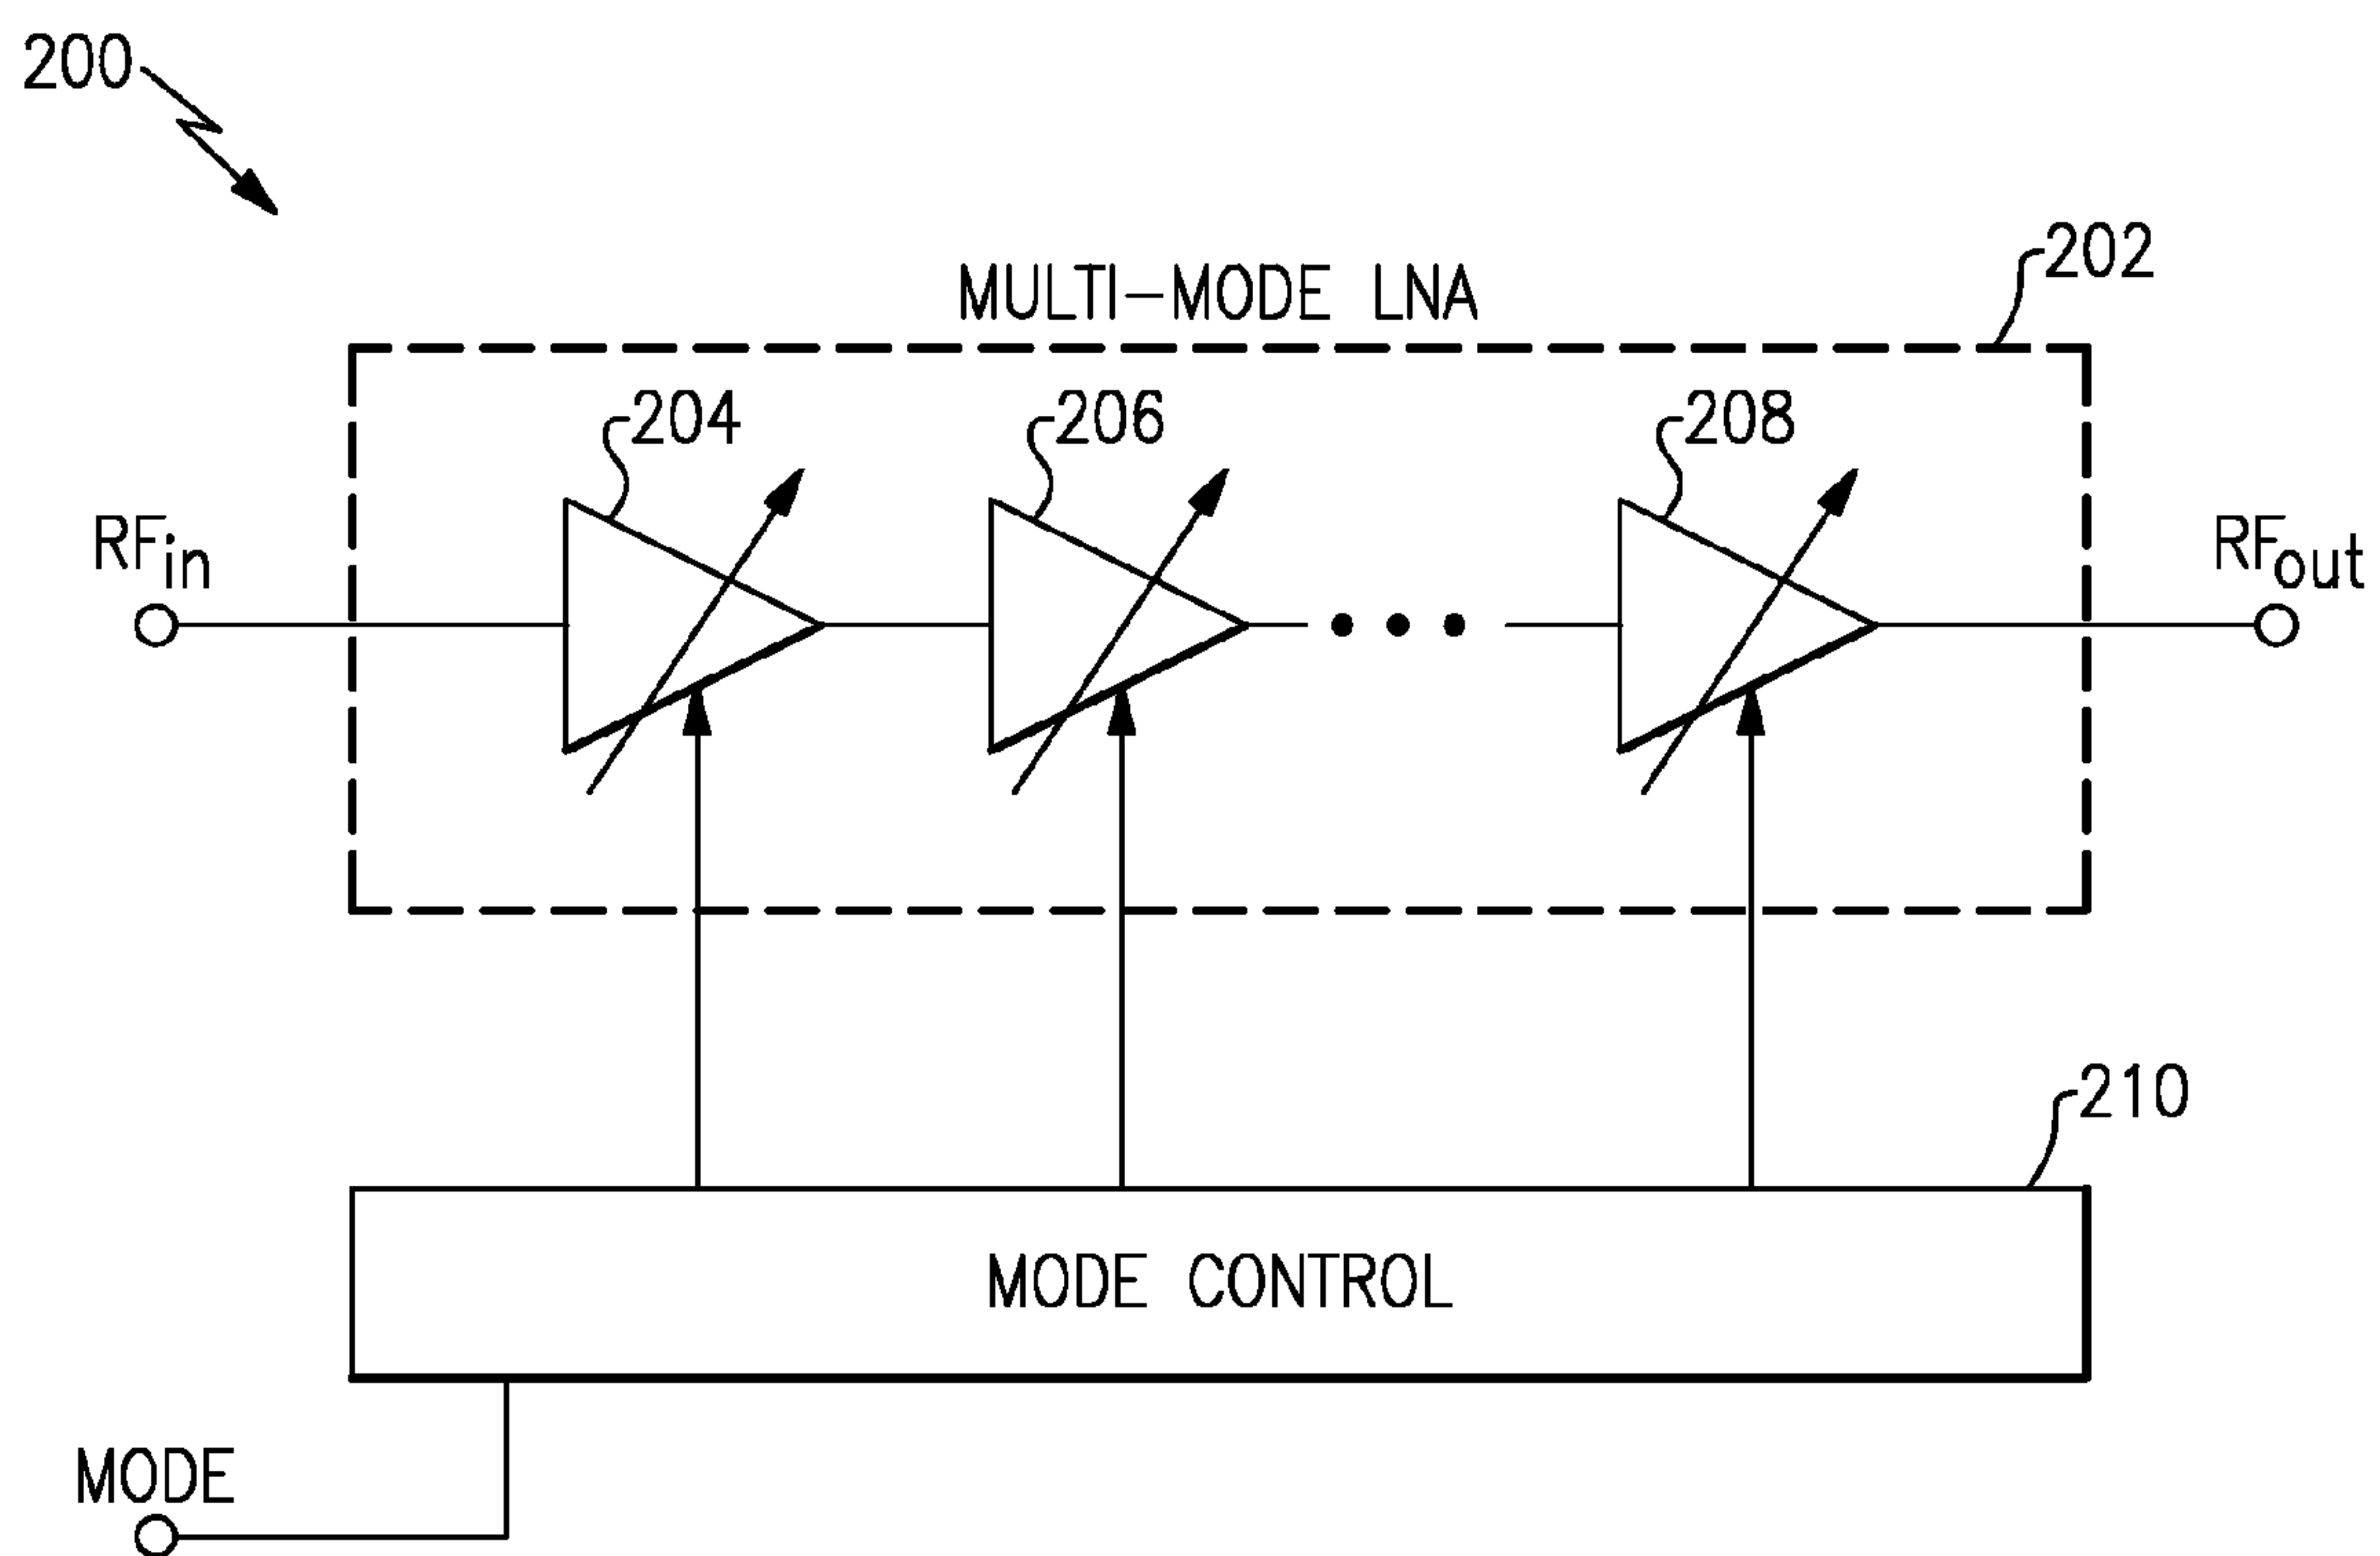 200
MULTI-MODE LNA
202
204
206
208
RFin
RFout
210
MODE CONTROL
MODE